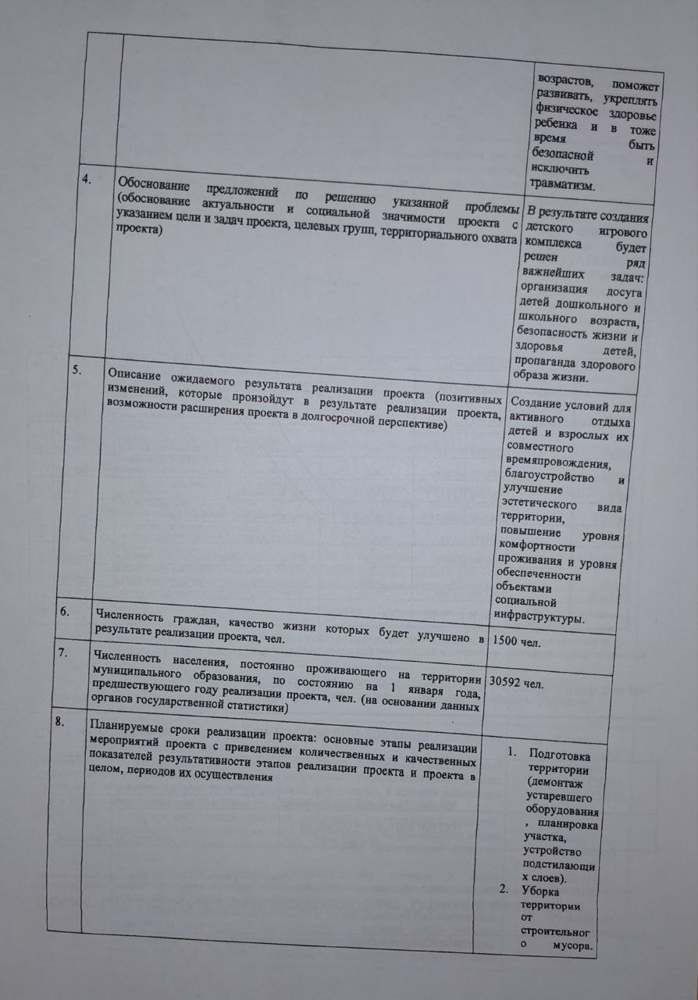 возрастов, поможет
развивать, укреплять
физическое здоровье
ребенка и в тоже
время быть
безопасной и
исключить
травматизм.
4.
Обоснование предложений по решению указанной проблемы
(обоснование актуальности и социальной значимости проекта с
указанием цели и задач проекта, целевых групп, территориального охвата
проекта)
В результате создания
детского игрового
комплекса будет
решен ряд
важнейших задач:
организация досуга
детей дошкольного и
школьного возраста,
безопасность жизни и
здоровья детей,
пропаганда здорового
образа жизни.
5.
Описание ожидаемого результата реализации проекта (позитивных
изменений, которые произойдут в результате реализации проекта,
возможности расширения проекта в долгосрочной перспективе)
Создание условий для
активного отдыха
детей и взрослых их
совместного
времяпровождения,
благоустройство и
улучшение
эстетического вида
территории,
повышение уровня
комфортности
проживания и уровня
обеспеченности
объектами
социальной
инфраструктуры.
6.
Численность граждан, качество жизни которых будет улучшено в
результате реализации проекта, чел.
1500 чел.
7.
Численность населения, постоянно проживающего на территории
муниципального образования, по состоянию на 1 января года,
предшествующего году реализации проекта, чел. (на основании данных
органов государственной статистики)
30592 чел.
8.
Планируемые сроки реализации проекта: основные этапы реализации
мероприятий проекта с приведением количественных и качественных
показателей результативности этапов реализации проекта и проекта в
целом, периодов их осуществления
1. Подготовка
территории
(демонтаж
устаревшего
оборудования
, планировка
участка,
устройство
подстилающи
х слоев).
2. Уборка
территории
от
строительног
о мусора.